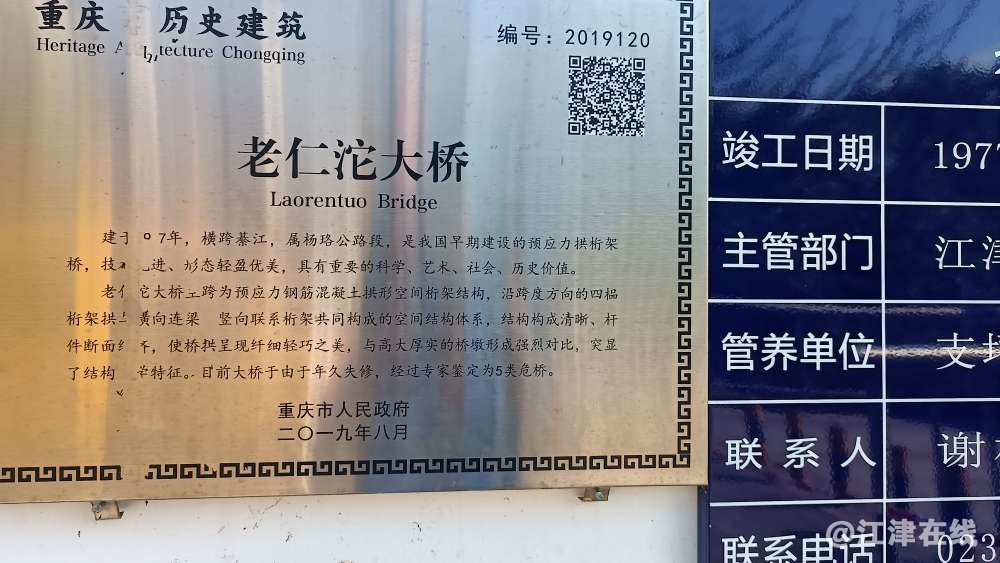 重庆 历史建筑
Heritage A hitecture Chongqing
编号：2019120
老仁沱大桥
Laorentuo Bridge
建于 7年，横跨綦江，属杨珞公路段，是我国早期建设的预应力拱桁架
桥，技 进、形态轻盈优美，具有重要的科学、艺术、社会、历史价值。
老仁沱大桥主跨为预应力钢筋混凝土拱形空间桁架结构，沿跨度方向的四榀
桁架拱 横向连梁 竖向联系桁架共同构成的空间结构体系，结构构成清晰、杆
件断面 ，使桥拱呈现纤细轻巧之美，与高大厚实的桥墩形成强烈对比，突显
了结构 学特征。目前大桥于由于年久失修，经过专家鉴定为5类危桥。
重庆市人民政府
二〇一九年八月
竣工日期 197
主管部门 江津
管养单位 支坪
联系人 谢
联系电话 023
@江津在线